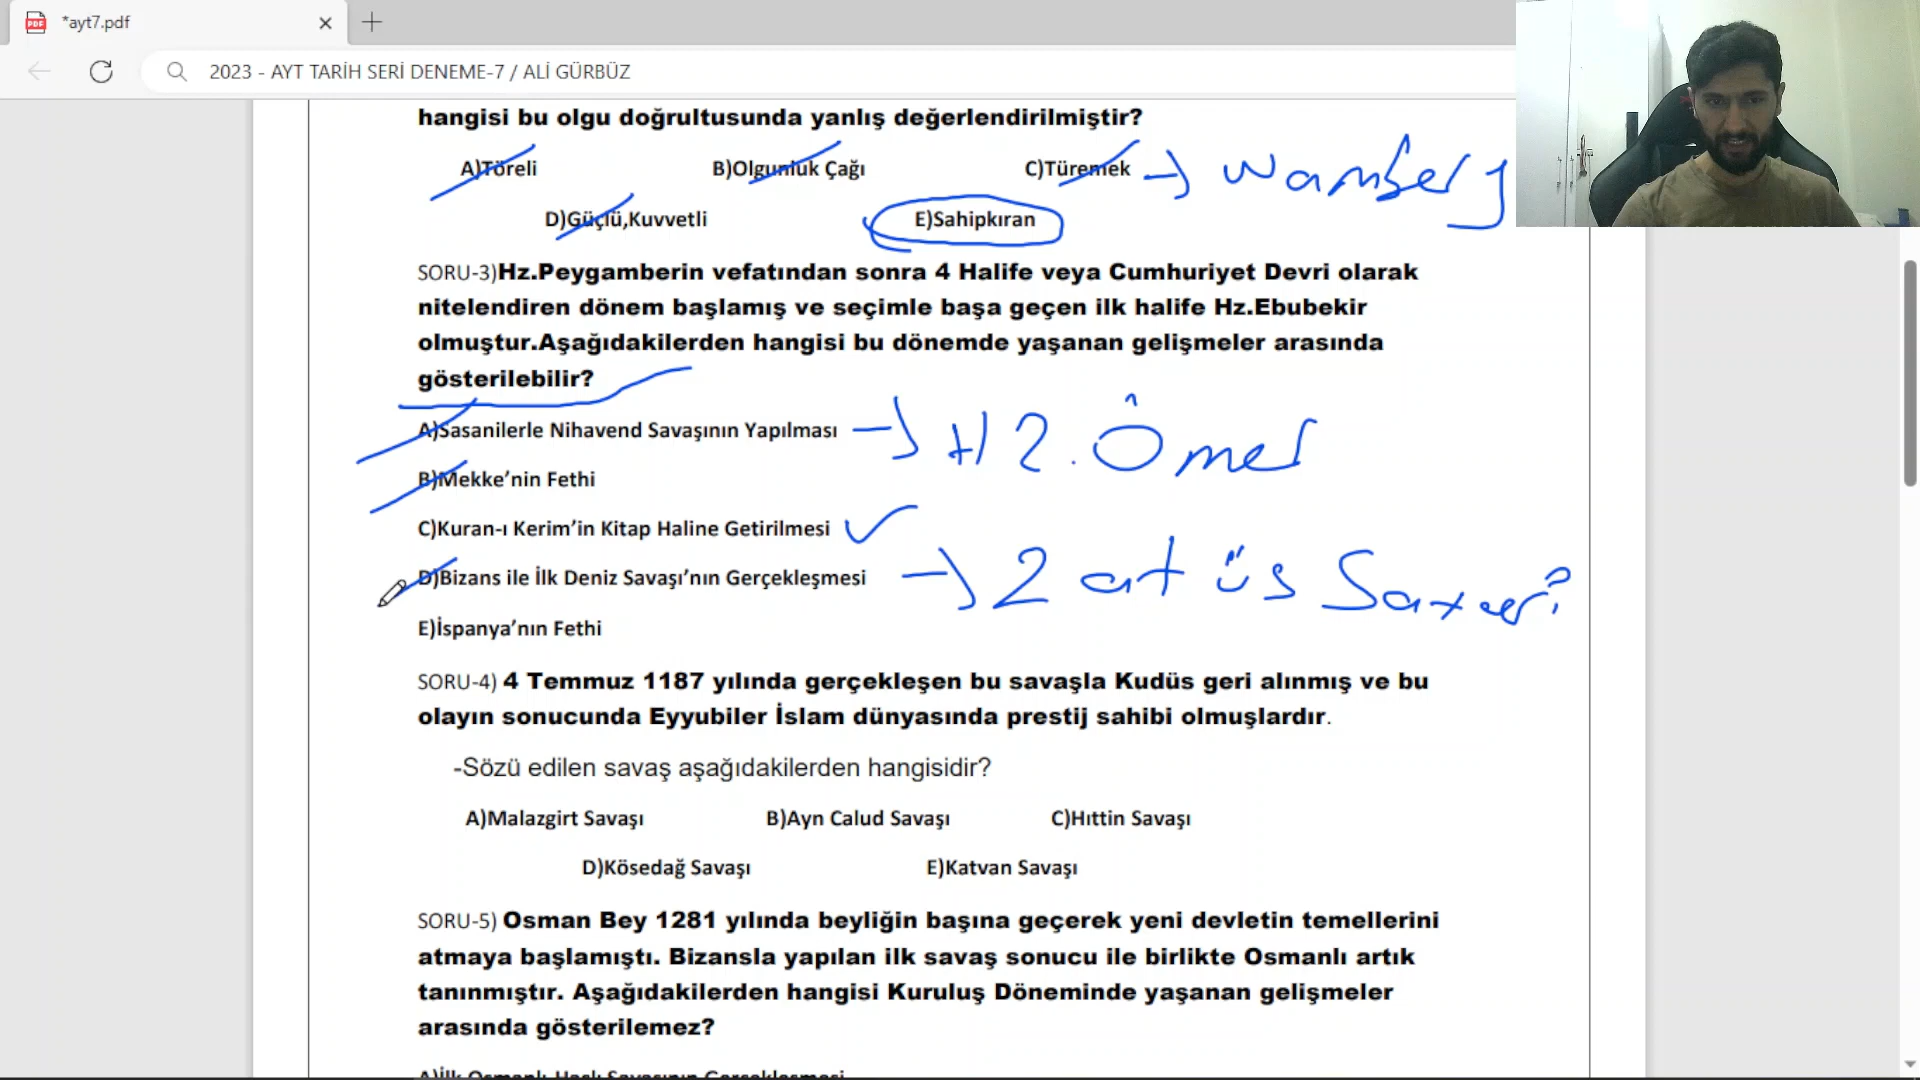 *ayt7.pdf
2023 - AYT TARİH SERİ DENEME-7 / ALİ GÜRBÜZ
hangisi bu olgu doğrultusunda yanlış değerlendirilmiştir?
A)Töreli B)Olgunluk Çağı C)Türemek → Wamberg
D)Güçlü,Kuvvetli E)Sahipkıran
SORU-3)Hz.Peygamberin vefatından sonra 4 Halife veya Cumhuriyet Devri olarak
nitelendiren dönem başlamış ve seçimle başa geçen ilk halife Hz.Ebubekir
olmuştur.Aşağıdakilerden hangisi bu dönemde yaşanan gelişmeler arasında
gösterilebilir?
A)Sasanilerle Nihavend Savaşının Yapılması → Hz. Ömer
B)Mekke'nin Fethi
C)Kuran-ı Kerim'in Kitap Haline Getirilmesi
D)Bizans ile İlk Deniz Savaşı'nın Gerçekleşmesi → Zatüs
E)İspanya'nın Fethi
SORU-4) 4 Temmuz 1187 yılında gerçekleşen bu savaşla Kudüs geri alınmış ve bu
olayın sonucunda Eyyubiler İslam dünyasında prestij sahibi olmuşlardır.
-Sözü edilen savaş aşağıdakilerden hangisidir?
A)Malazgirt Savaşı B)Ayn Calud Savaşı C)Hıttin Savaşı
D)Kösedağ Savaşı E)Katvan Savaşı
SORU-5) Osman Bey 1281 yılında beyliğin başına geçerek yeni devletin temellerini
atmaya başlamıştı. Bizansla yapılan ilk savaş sonucu ile birlikte Osmanlı artık
tanınmıştır. Aşağıdakilerden hangisi Kuruluş Döneminde yaşanan gelişmeler
arasında gösterilemez?
A)İlk Osmanlı-Haçlı Savaşının Gerçekleşmesi